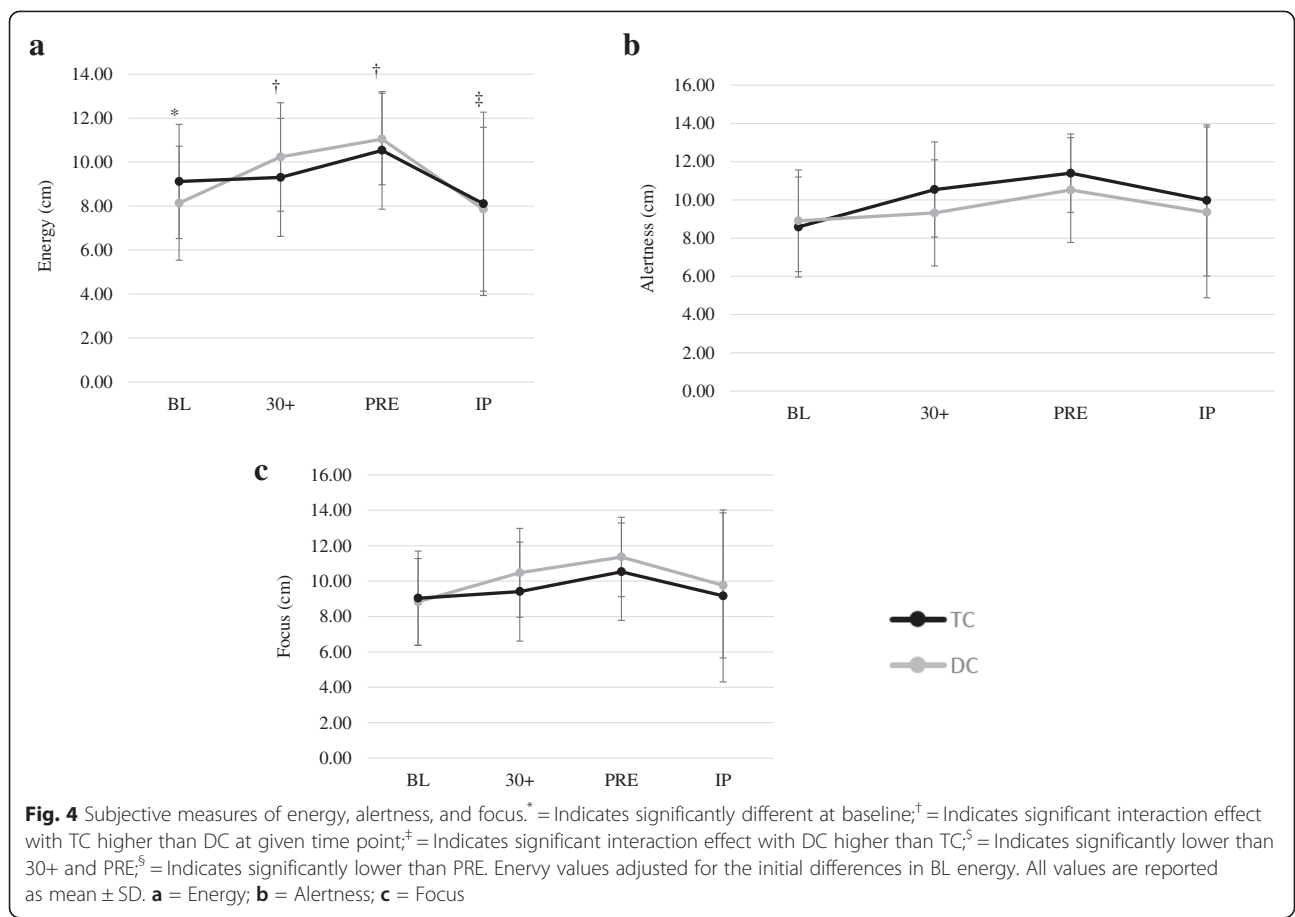 a
14.00
12.00
10.00
8.00
6.00
4.00
2.00
0.00
Energy (cm)
*
†
†
‡
BL 30+ PRE IP
b
16.00
14.00
12.00
10.00
8.00
6.00
4.00
2.00
0.00
Alertness (cm)
BL 30+ PRE IP
c
16.00
14.00
12.00
10.00
8.00
6.00
4.00
2.00
0.00
Focus (cm)
BL 30+ PRE IP
TC
DC
Fig. 4 Subjective measures of energy, alertness, and focus.* = Indicates significantly different at baseline;† = Indicates significant interaction effect
with TC higher than DC at given time point;‡ = Indicates significant interaction effect with DC higher than TC;$ = Indicates significantly lower than
30+ and PRE;§ = Indicates significantly lower than PRE. Enervy values adjusted for the initial differences in BL energy. All values are reported
as mean ± SD. a = Energy; b = Alertness; c = Focus